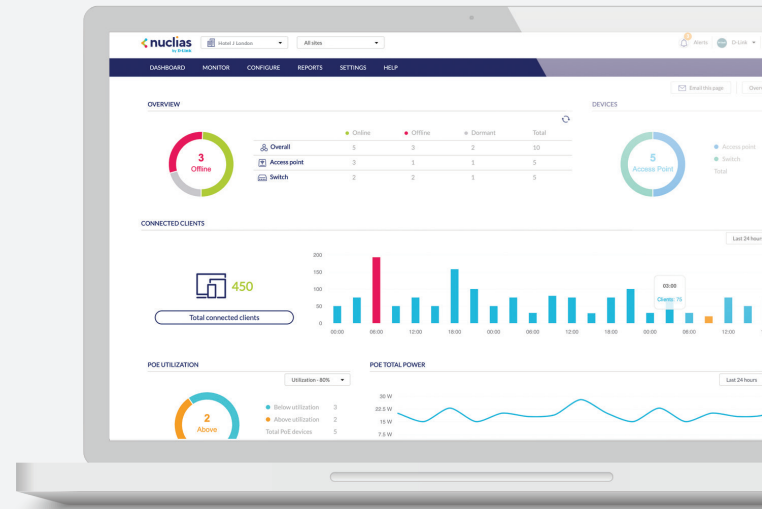 nuclias
by D-Link
Hotel J London
All sites
Alerts
D-Link
DASHBOARD MONITOR CONFIGURE REPORTS SETTINGS HELP
Email this page
OVERVIEW
DEVICES
Online Offline Dormant Total
3
Offline
Overall 5 3 2 10
Access point 3 1 1 5
Switch 2 2 1 5
5
Access Point
Access point
Switch
Total
CONNECTED CLIENTS
Last 24 hours
450
Total connected clients
200
150
100
50
0
03:00
Clients: 75
00:00 06:00 12:00 18:00 00:00 06:00 12:00 18:00 00:00 06:00 12:00
POE UTILIZATION
Utilization - 80%
2
Above
Below utilization 3
Above utilization 2
Total PoE devices 5
POE TOTAL POWER
Last 24 hours
30 W
22.5 W
15 W
7.5 W